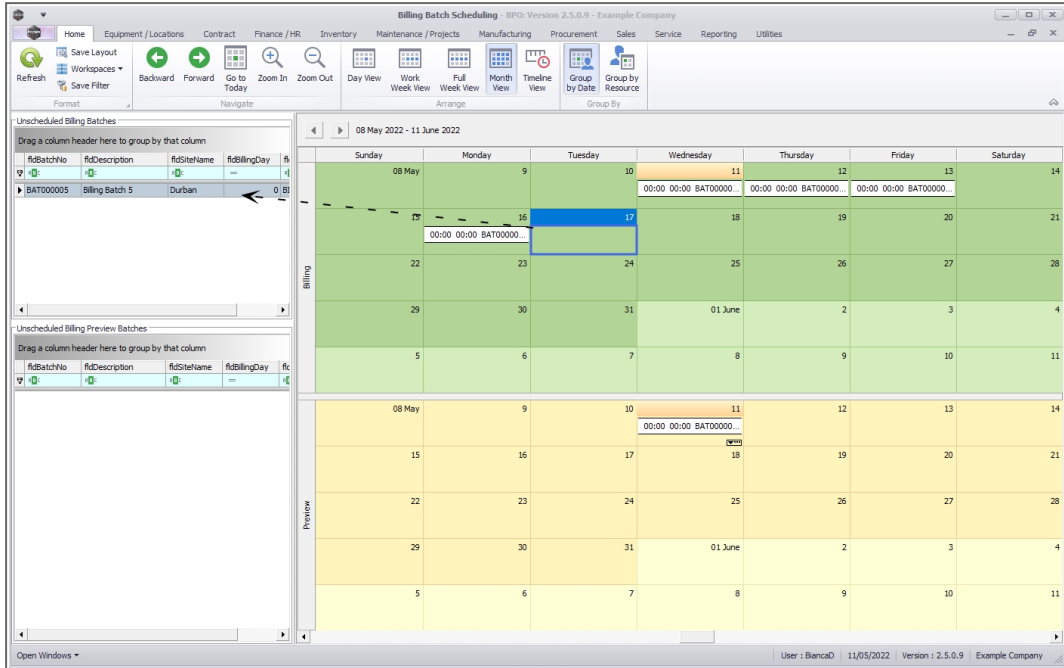 Billing Batch Scheduling - BPO: Version 2.5.0.9 - Example Company
Home Equipment / Locations Contract Finance / HR Inventory Maintenance / Projects Manufacturing Procurement Sales Service Reporting Utilities
Refresh
Save Layout
Workspaces
Save Filter
Format
Backward
Forward
Go to
Today
Zoom In
Zoom Out
Navigate
Day View
Work
Week View
Full
Week View
Month
View
Timeline
View
Arrange
Group
by Date
Group by
Resource
Group By
Unscheduled Billing Batches
Drag a column header here to group by that column
fldBatchNo fldDescription fldSiteName fldBillingDay
BAT000005 Billing Batch 5 Durban 0 BI
Unscheduled Billing Preview Batches
Drag a column header here to group by that column
fldBatchNo fldDescription fldSiteName fldBillingDay
08 May 2022 - 11 June 2022
Sunday Monday Tuesday Wednesday Thursday Friday Saturday
Billing
08 May 9 10 11 12 13 14
00:00 00:00 BAT00000... 00:00 00:00 BAT00000... 00:00 00:00 BAT00000...
15 16 17 18 19 20 21
00:00 00:00 BAT00000...
22 23 24 25 26 27 28
29 30 31 01 June 2 3 4
5 6 7 8 9 10 11
Preview
08 May 9 10 11 12 13 14
00:00 00:00 BAT00000...
15 16 17 18 19 20 21
22 23 24 25 26 27 28
29 30 31 01 June 2 3 4
5 6 7 8 9 10 11
Open Windows
User : BiancaD 11/05/2022 Version : 2.5.0.9 Example Company